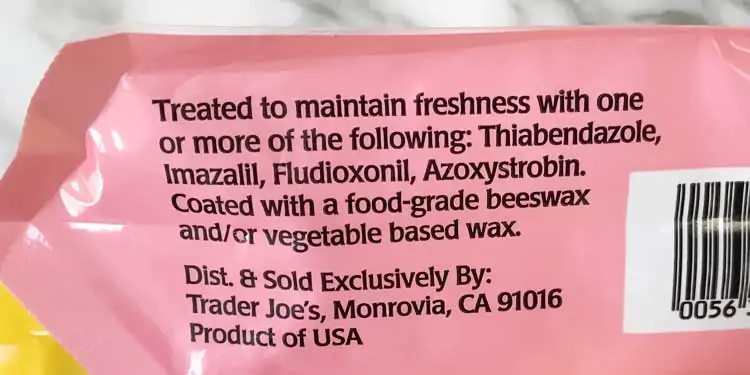 Treated to maintain freshness with one
or more of the following: Thiabendazole,
Imazalil, Fludioxonil, Azoxystrobin.
Coated with a food-grade beeswax
and/or vegetable based wax.
Dist. & Sold Exclusively By:
Trader Joe's, Monrovia, CA 91016
Product of USA
0056